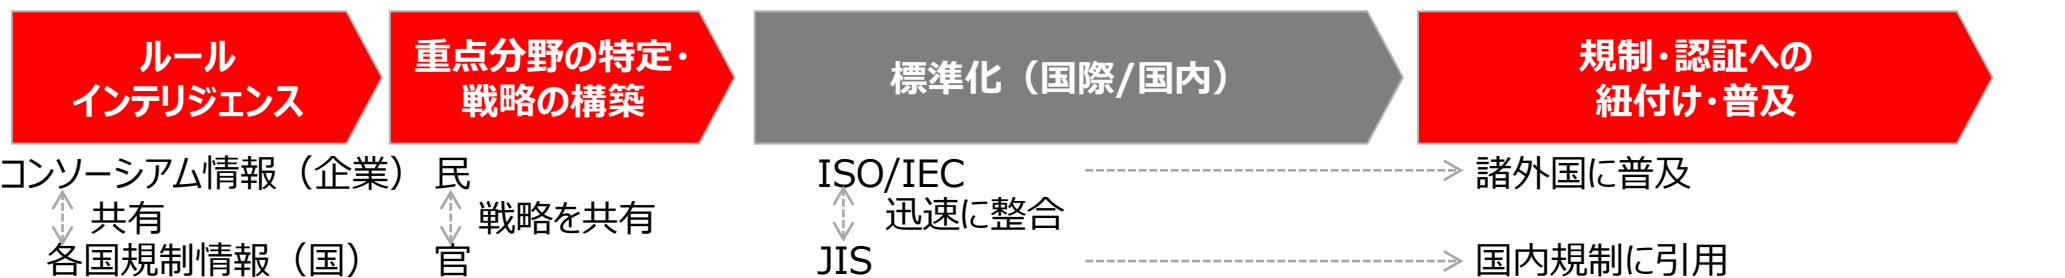 ルール
インテリジェンス
重点分野の特定・
戦略の構築
標準化（国際/国内）
規制・認証への
紐付け・普及
コンソーシアム情報（企業）
共有
各国規制情報（国）
民
戦略を共有
官
ISO/IEC
迅速に整合
JIS
諸外国に普及
国内規制に引用